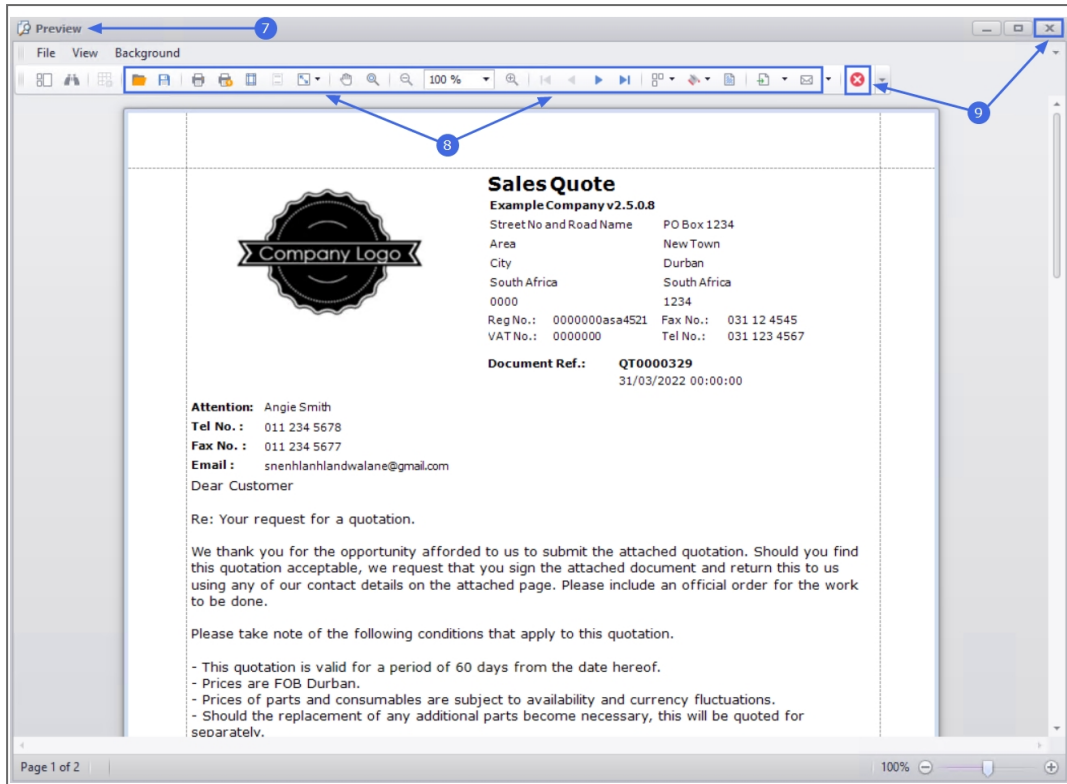 Preview
7
File View Background
100 %
8
9
Sales Quote
Example Company v2.5.0.8
Company Logo
Street No and Road Name PO Box 1234
Area New Town
City Durban
South Africa South Africa
0000 1234
Reg No.: 0000000asa4521 Fax No.: 031 12 4545
VAT No.: 0000000 Tel No.: 031 123 4567
Document Ref.: QT0000329
31/03/2022 00:00:00
Attention: Angie Smith
Tel No. : 011 234 5678
Fax No. : 011 234 5677
Email : snenhlanhlandwalane@gmail.com
Dear Customer
Re: Your request for a quotation.
We thank you for the opportunity afforded to us to submit the attached quotation. Should you find
this quotation acceptable, we request that you sign the attached document and return this to us
using any of our contact details on the attached page. Please include an official order for the work
to be done.
Please take note of the following conditions that apply to this quotation.
- This quotation is valid for a period of 60 days from the date hereof.
- Prices are FOB Durban.
- Prices of parts and consumables are subject to availability and currency fluctuations.
- Should the replacement of any additional parts become necessary, this will be quoted for
separately.
Page 1 of 2 100%